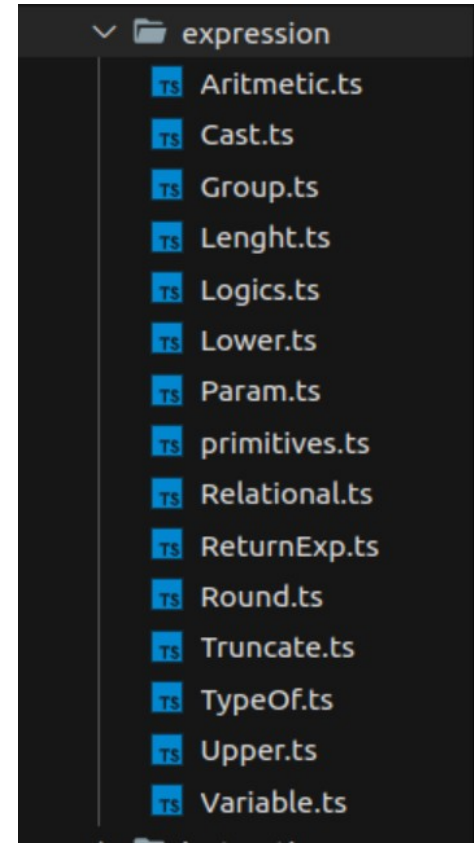 expression
TS Aritmetic.ts
TS Cast.ts
TS Group.ts
TS Lenght.ts
TS Logics.ts
TS Lower.ts
TS Param.ts
TS primitives.ts
TS Relational.ts
TS ReturnExp.ts
TS Round.ts
TS Truncate.ts
TS TypeOf.ts
TS Upper.ts
TS Variable.ts